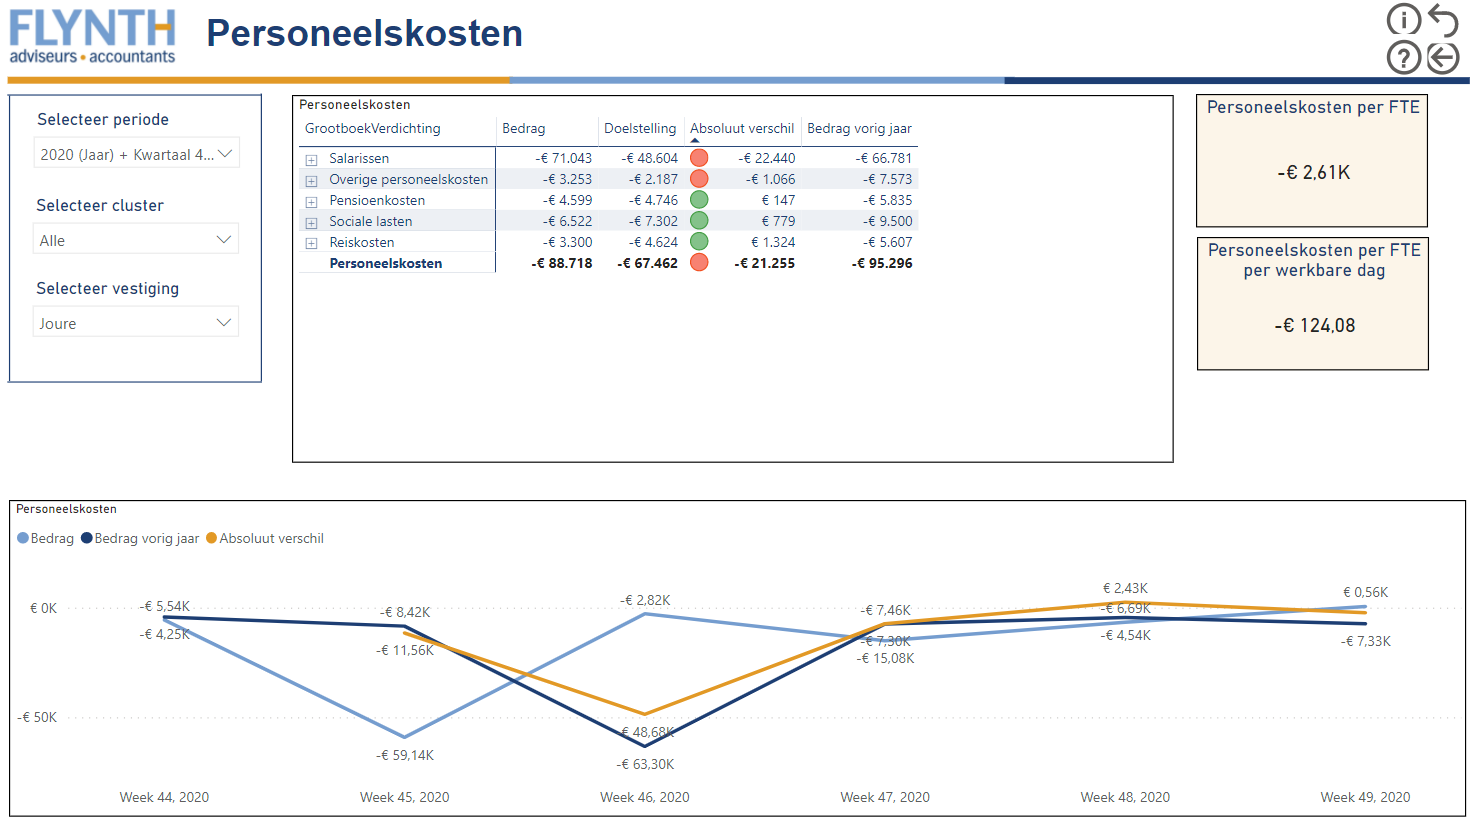 FLYNTH
adviseurs • accountants
Personeelskosten
Selecteer periode
2020 (Jaar) + Kwartaal 4...
Selecteer cluster
Alle
Selecteer vestiging
Joure
Personeelskosten
GrootboekVerdichting Bedrag Doelstelling Absoluut verschil Bedrag vorig jaar
Salarissen -€ 71.043 -€ 48.604 -€ 22.440 -€ 66.781
Overige personeelskosten -€ 3.253 -€ 2.187 -€ 1.066 -€ 7.573
Pensioenkosten -€ 4.599 -€ 4.746 € 147 -€ 5.835
Sociale lasten -€ 6.522 -€ 7.302 € 779 -€ 9.500
Reiskosten -€ 3.300 -€ 4.624 € 1.324 -€ 5.607
Personeelskosten -€ 88.718 -€ 67.462 -€ 21.255 -€ 95.296
Personeelskosten per FTE
-€ 2,61K
Personeelskosten per FTE
per werkbare dag
-€ 124,08
Personeelskosten
Bedrag Bedrag vorig jaar Absoluut verschil
€ 0K
-€ 50K
-€ 5,54K
-€ 4,25K
-€ 8,42K
-€ 11,56K
-€ 59,14K
-€ 2,82K
-€ 48,68K
-€ 63,30K
-€ 7,46K
-€ 7,30K
-€ 15,08K
€ 2,43K
-€ 6,69K
-€ 4,54K
€ 0,56K
-€ 7,33K
Week 44, 2020 Week 45, 2020 Week 46, 2020 Week 47, 2020 Week 48, 2020 Week 49, 2020